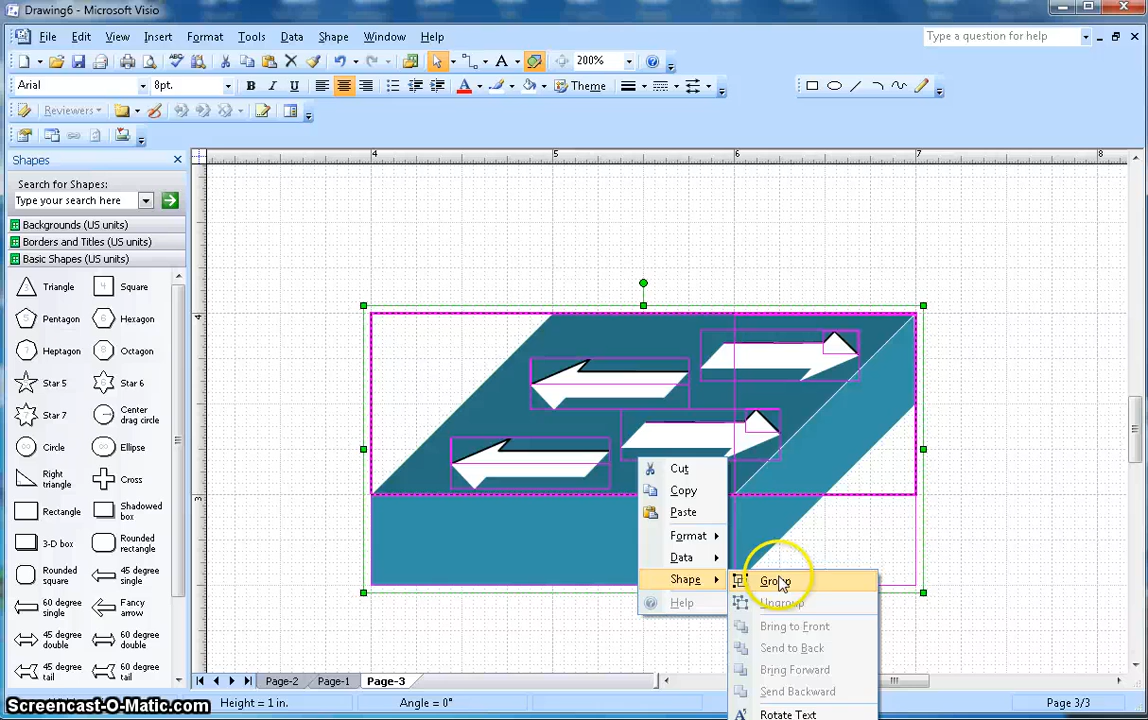 Drawing6 - Microsoft Visio
File Edit View Insert Format Tools Data Shape Window Help
Type a question for help
200%
Arial 8pt. B I U A Theme
Reviewers
Shapes
Search for Shapes:
Type your search here
Backgrounds (US units)
Borders and Titles (US units)
Basic Shapes (US units)
Triangle Square
Pentagon Hexagon
Heptagon Octagon
Star 5 Star 6
Star 7 Center drag circle
Circle Ellipse
Right triangle Cross
Rectangle Shadowed box
3-D box Rounded rectangle
Rounded square 45 degree single
60 degree single Fancy arrow
45 degree double 60 degree double
45 degree tail 60 degree tail
4 5 6 7 8
4
3
Cut
Copy
Paste
Format
Data
Shape
Help
Group
Ungroup
Bring to Front
Send to Back
Bring Forward
Send Backward
Rotate Text
Page-2 Page-1 Page-3
Height = 1 in. Angle = 0° Page 3/3
Screencast-O-Matic.com